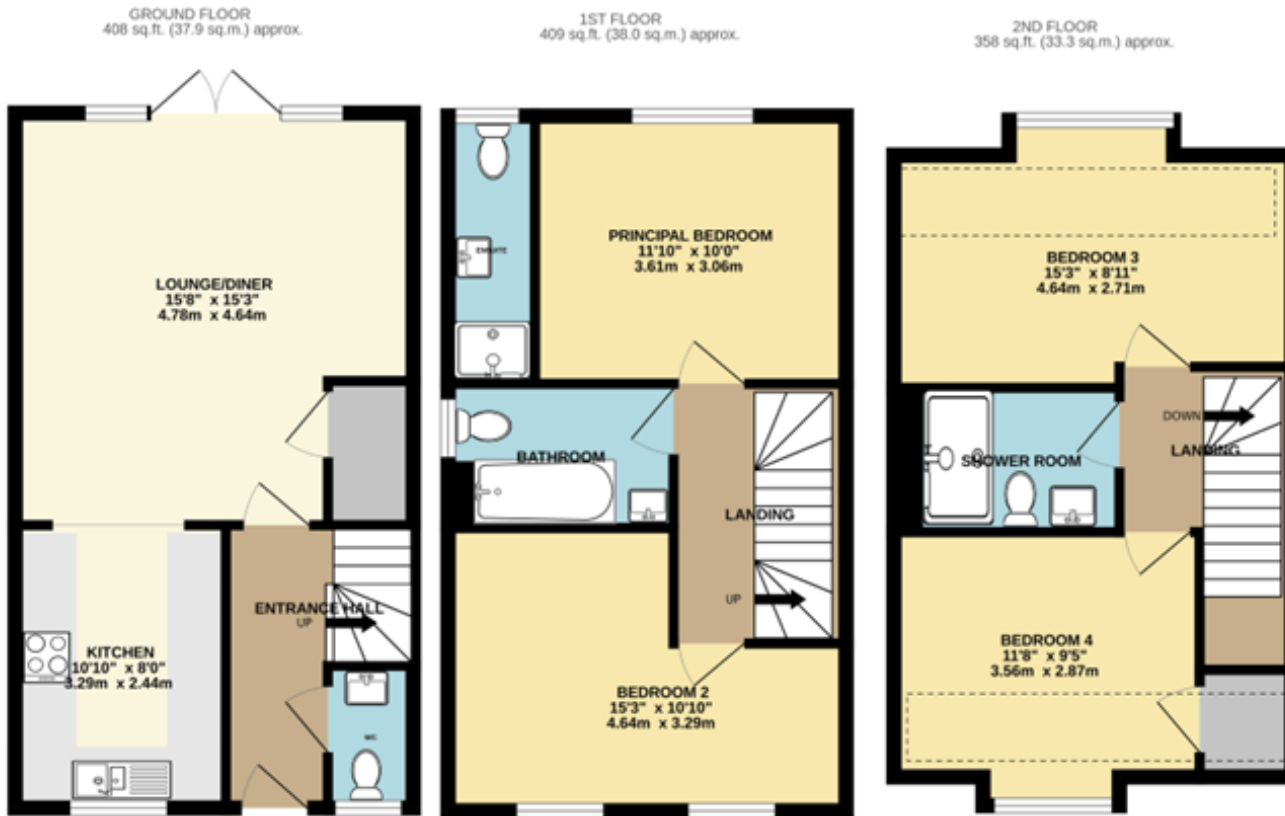 GROUND FLOOR
408 sq.ft. (37.9 sq.m.) approx.
LOUNGE/DINER
15'8" x 15'3"
4.78m x 4.64m
ENTRANCE HALL
UP
KITCHEN
10'10" x 8'0"
3.29m x 2.44m
WC
1ST FLOOR
409 sq.ft. (38.0 sq.m.) approx.
PRINCIPAL BEDROOM
11'10" x 10'0"
3.61m x 3.06m
ENSUITE
BATHROOM
LANDING
UP
BEDROOM 2
15'3" x 10'10"
4.64m x 3.29m
2ND FLOOR
358 sq.ft. (33.3 sq.m.) approx.
BEDROOM 3
15'3" x 8'11"
4.64m x 2.71m
DOWN
LANDING
SHOWER ROOM
BEDROOM 4
11'8" x 9'5"
3.56m x 2.87m